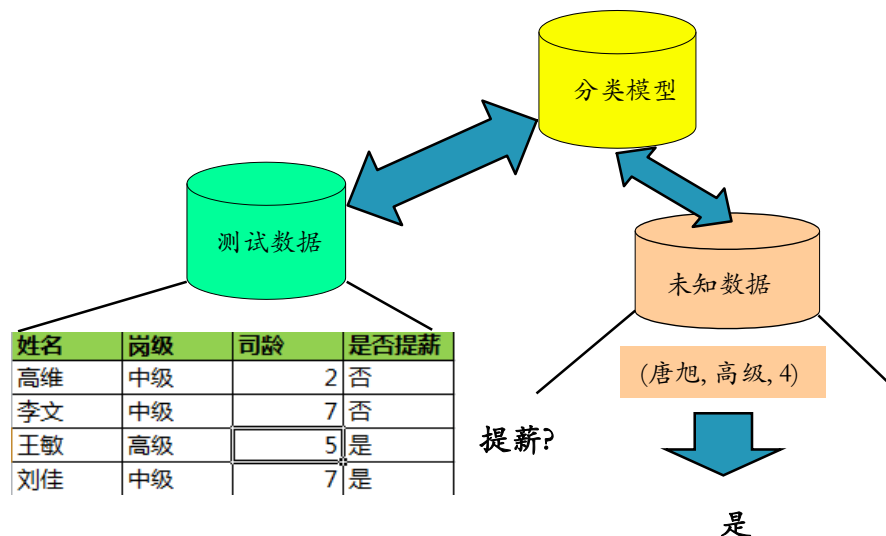 分类模型
测试数据
未知数据
姓名 岗级 司龄 是否提薪
高维 中级 2 否
李文 中级 7 否
王敏 高级 5 是
刘佳 中级 7 是
(唐旭, 高级, 4)
提薪?
是